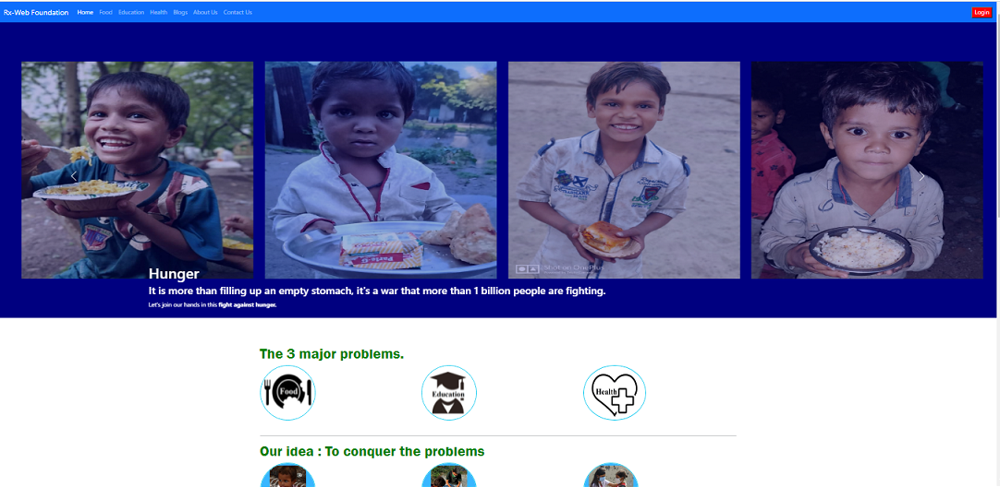 Rx-Web Foundation Home Food Education Health Blogs About Us Contact Us Login
Shot on OnePlus
Hunger
It is more than filling up an empty stomach, it's a war that more than 1 billion people are fighting.
Let's join our hands in this fight against hunger.
The 3 major problems.
Food Education Health
Our idea : To conquer the problems